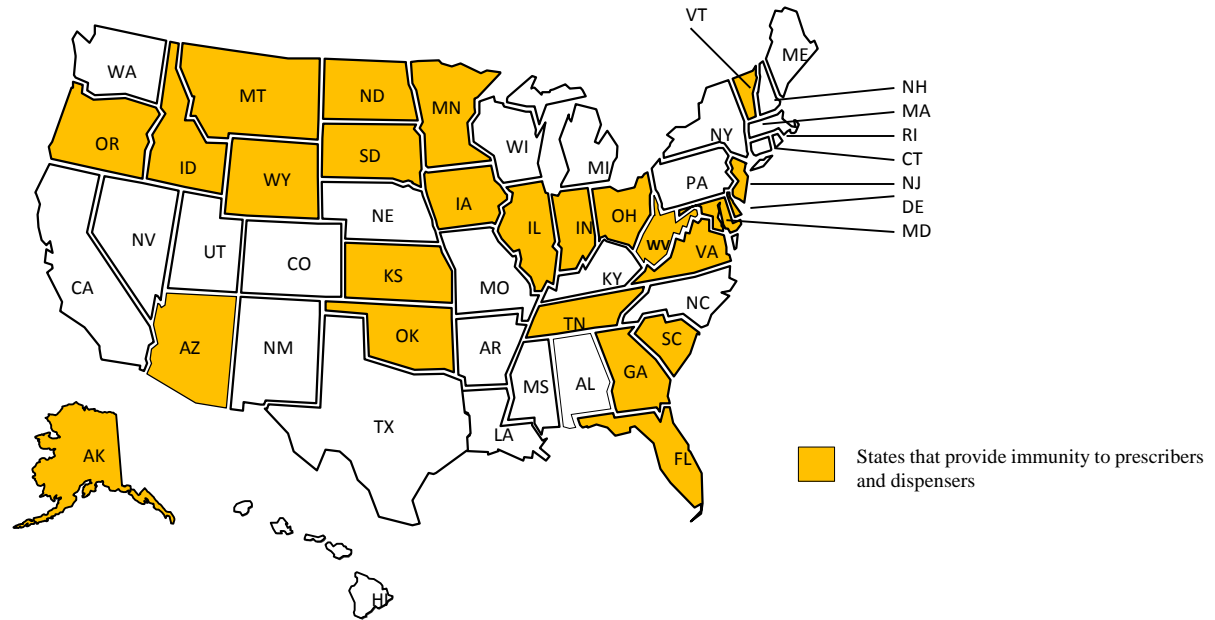 VT
ME
WA
NH
MT
ND
MN
MA
OR
NY
RI
WI
SD
ID
CT
MI
WY
PA
NJ
IA
NE
DE
OH
IL
IN
MD
NV
WV
VA
UT
CO
KS
KY
CA
MO
NC
TN
OK
SC
AZ
NM
AR
GA
MS
AL
TX
LA
AK
FL
States that provide immunity to prescribers
and dispensers
HI